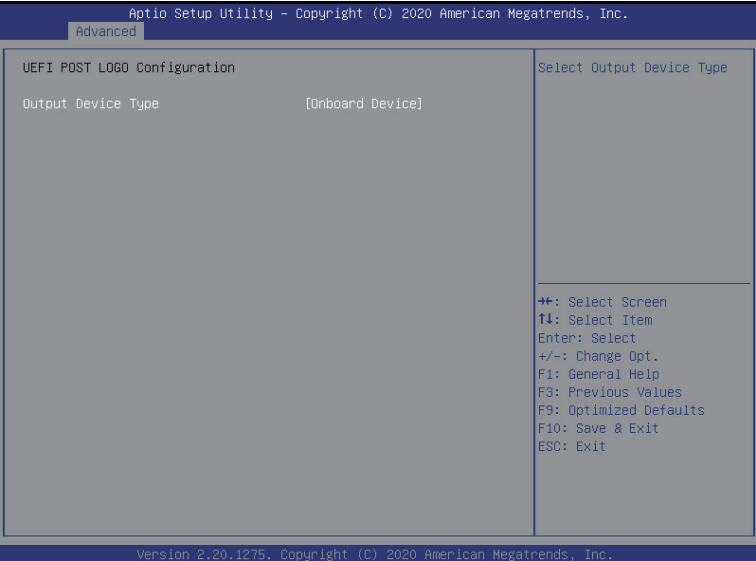 Aptio Setup Utility – Copyright (C) 2020 American Megatrends, Inc.
Advanced
UEFI POST LOGO Configuration
Output Device Type [Onboard Device]
Select Output Device Type
→←: Select Screen
↑↓: Select Item
Enter: Select
+/-: Change Opt.
F1: General Help
F3: Previous Values
F9: Optimized Defaults
F10: Save & Exit
ESC: Exit
Version 2.20.1275. Copyright (C) 2020 American Megatrends, Inc.